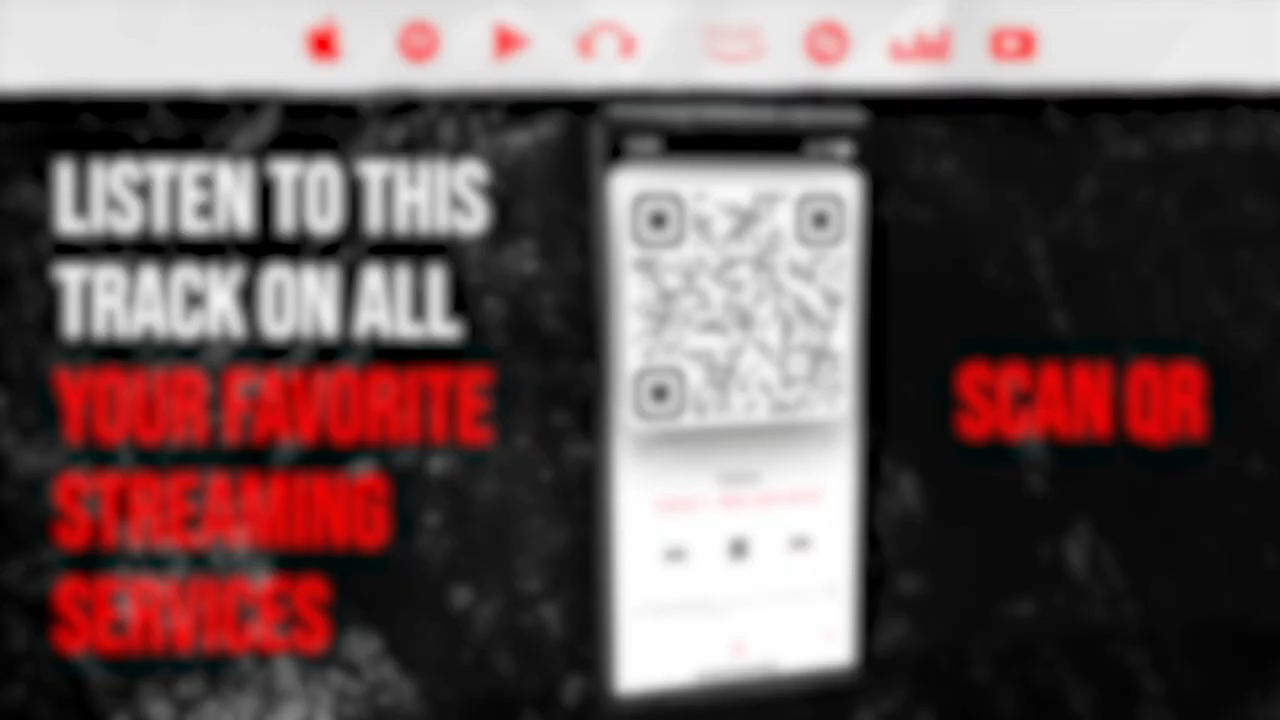 LISTEN TO THIS
TRACK ON ALL
YOUR FAVORITE
STREAMING
SERVICES
SCAN QR